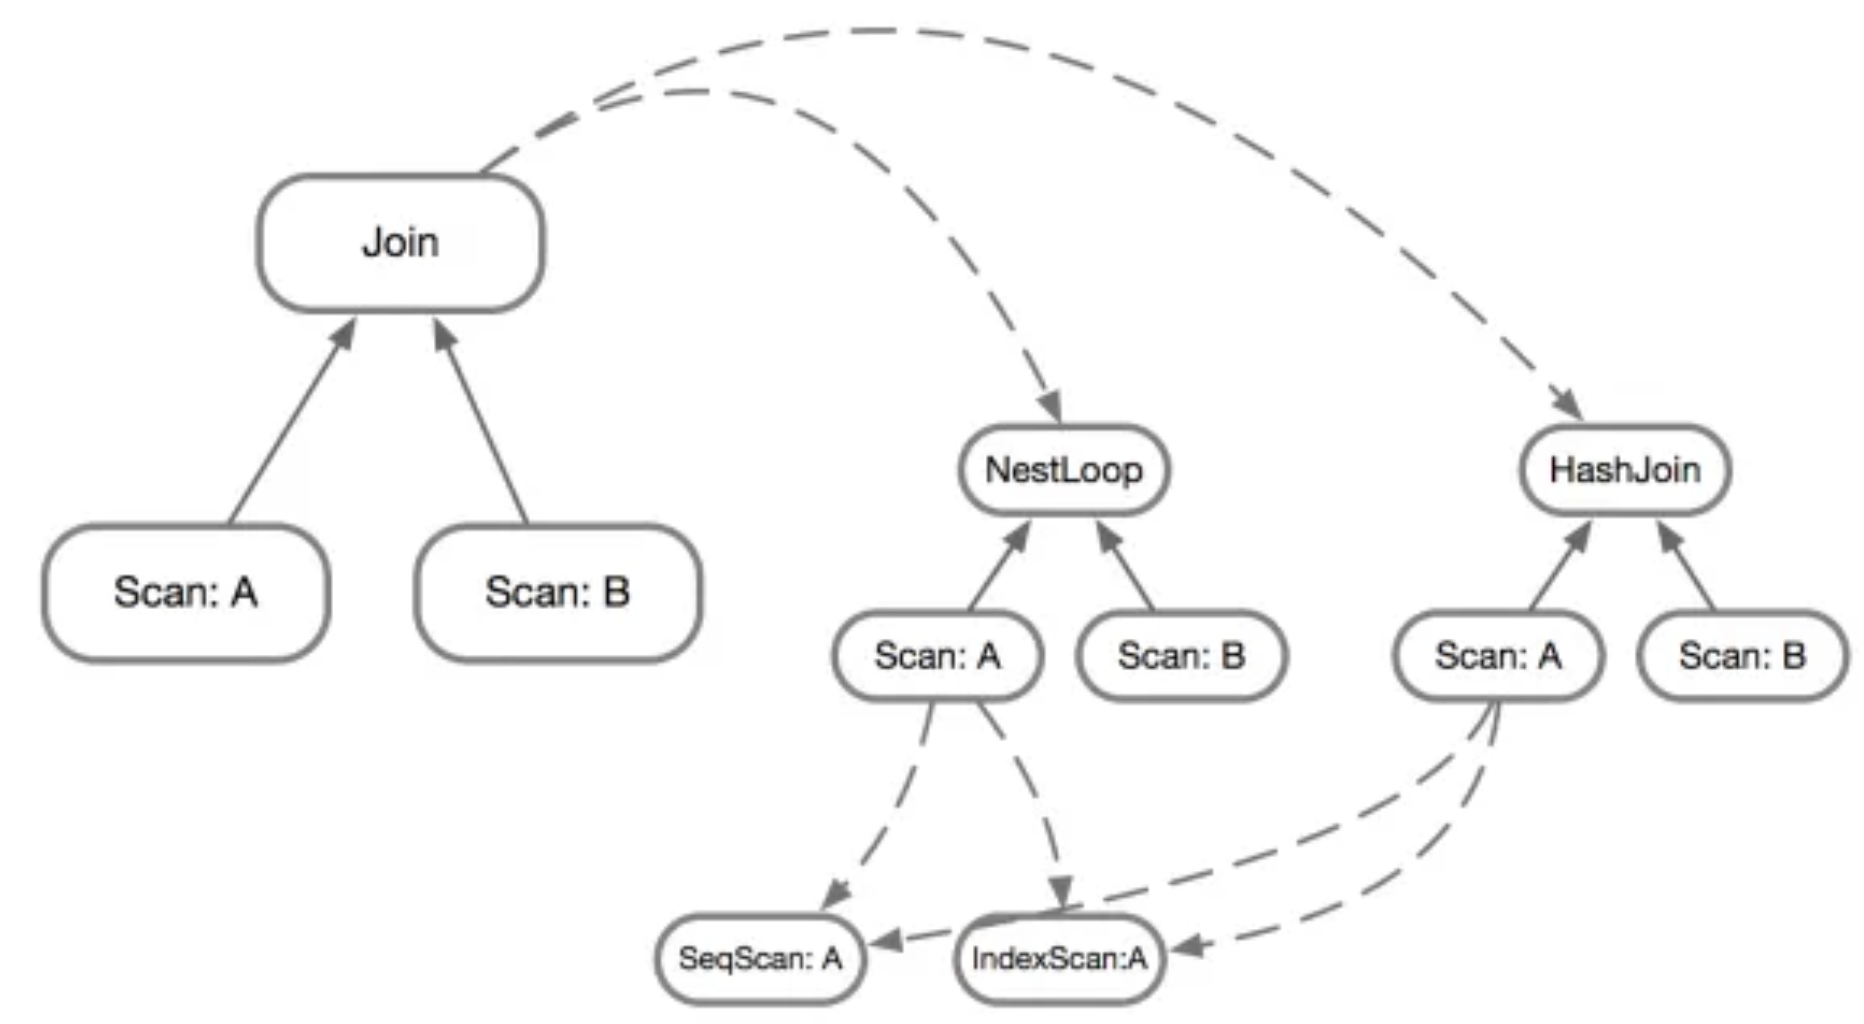 Join
Scan: A
Scan: B
NestLoop
HashJoin
Scan: A
Scan: B
Scan: A
Scan: B
SeqScan: A
IndexScan:A